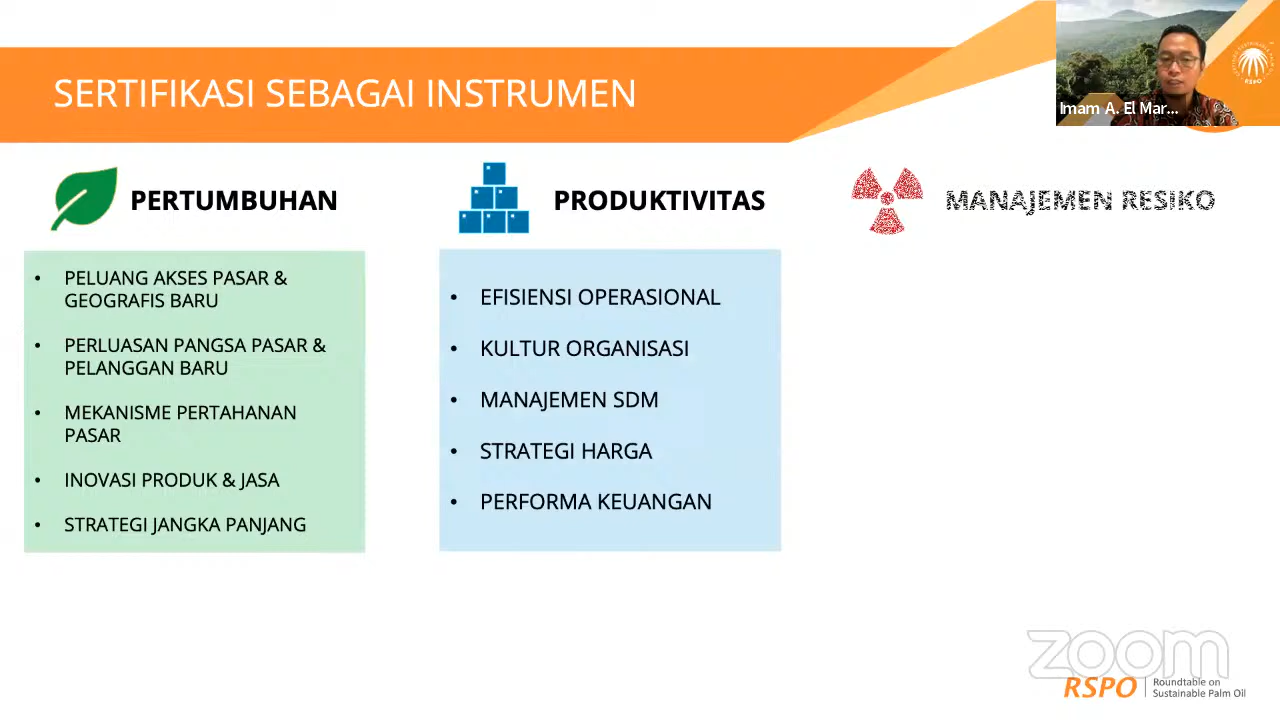 SERTIFIKASI SEBAGAI INSTRUMEN
Imam A. El Mar...
RSPO
PERTUMBUHAN
• PELUANG AKSES PASAR &
GEOGRAFIS BARU
• PERLUASAN PANGSA PASAR &
PELANGGAN BARU
• MEKANISME PERTAHANAN
PASAR
• INOVASI PRODUK & JASA
• STRATEGI JANGKA PANJANG
PRODUKTIVITAS
• EFISIENSI OPERASIONAL
• KULTUR ORGANISASI
• MANAJEMEN SDM
• STRATEGI HARGA
• PERFORMA KEUANGAN
MANAJEMEN RESIKO
zoom
RSPO
Roundtable on
Sustainable Palm Oil